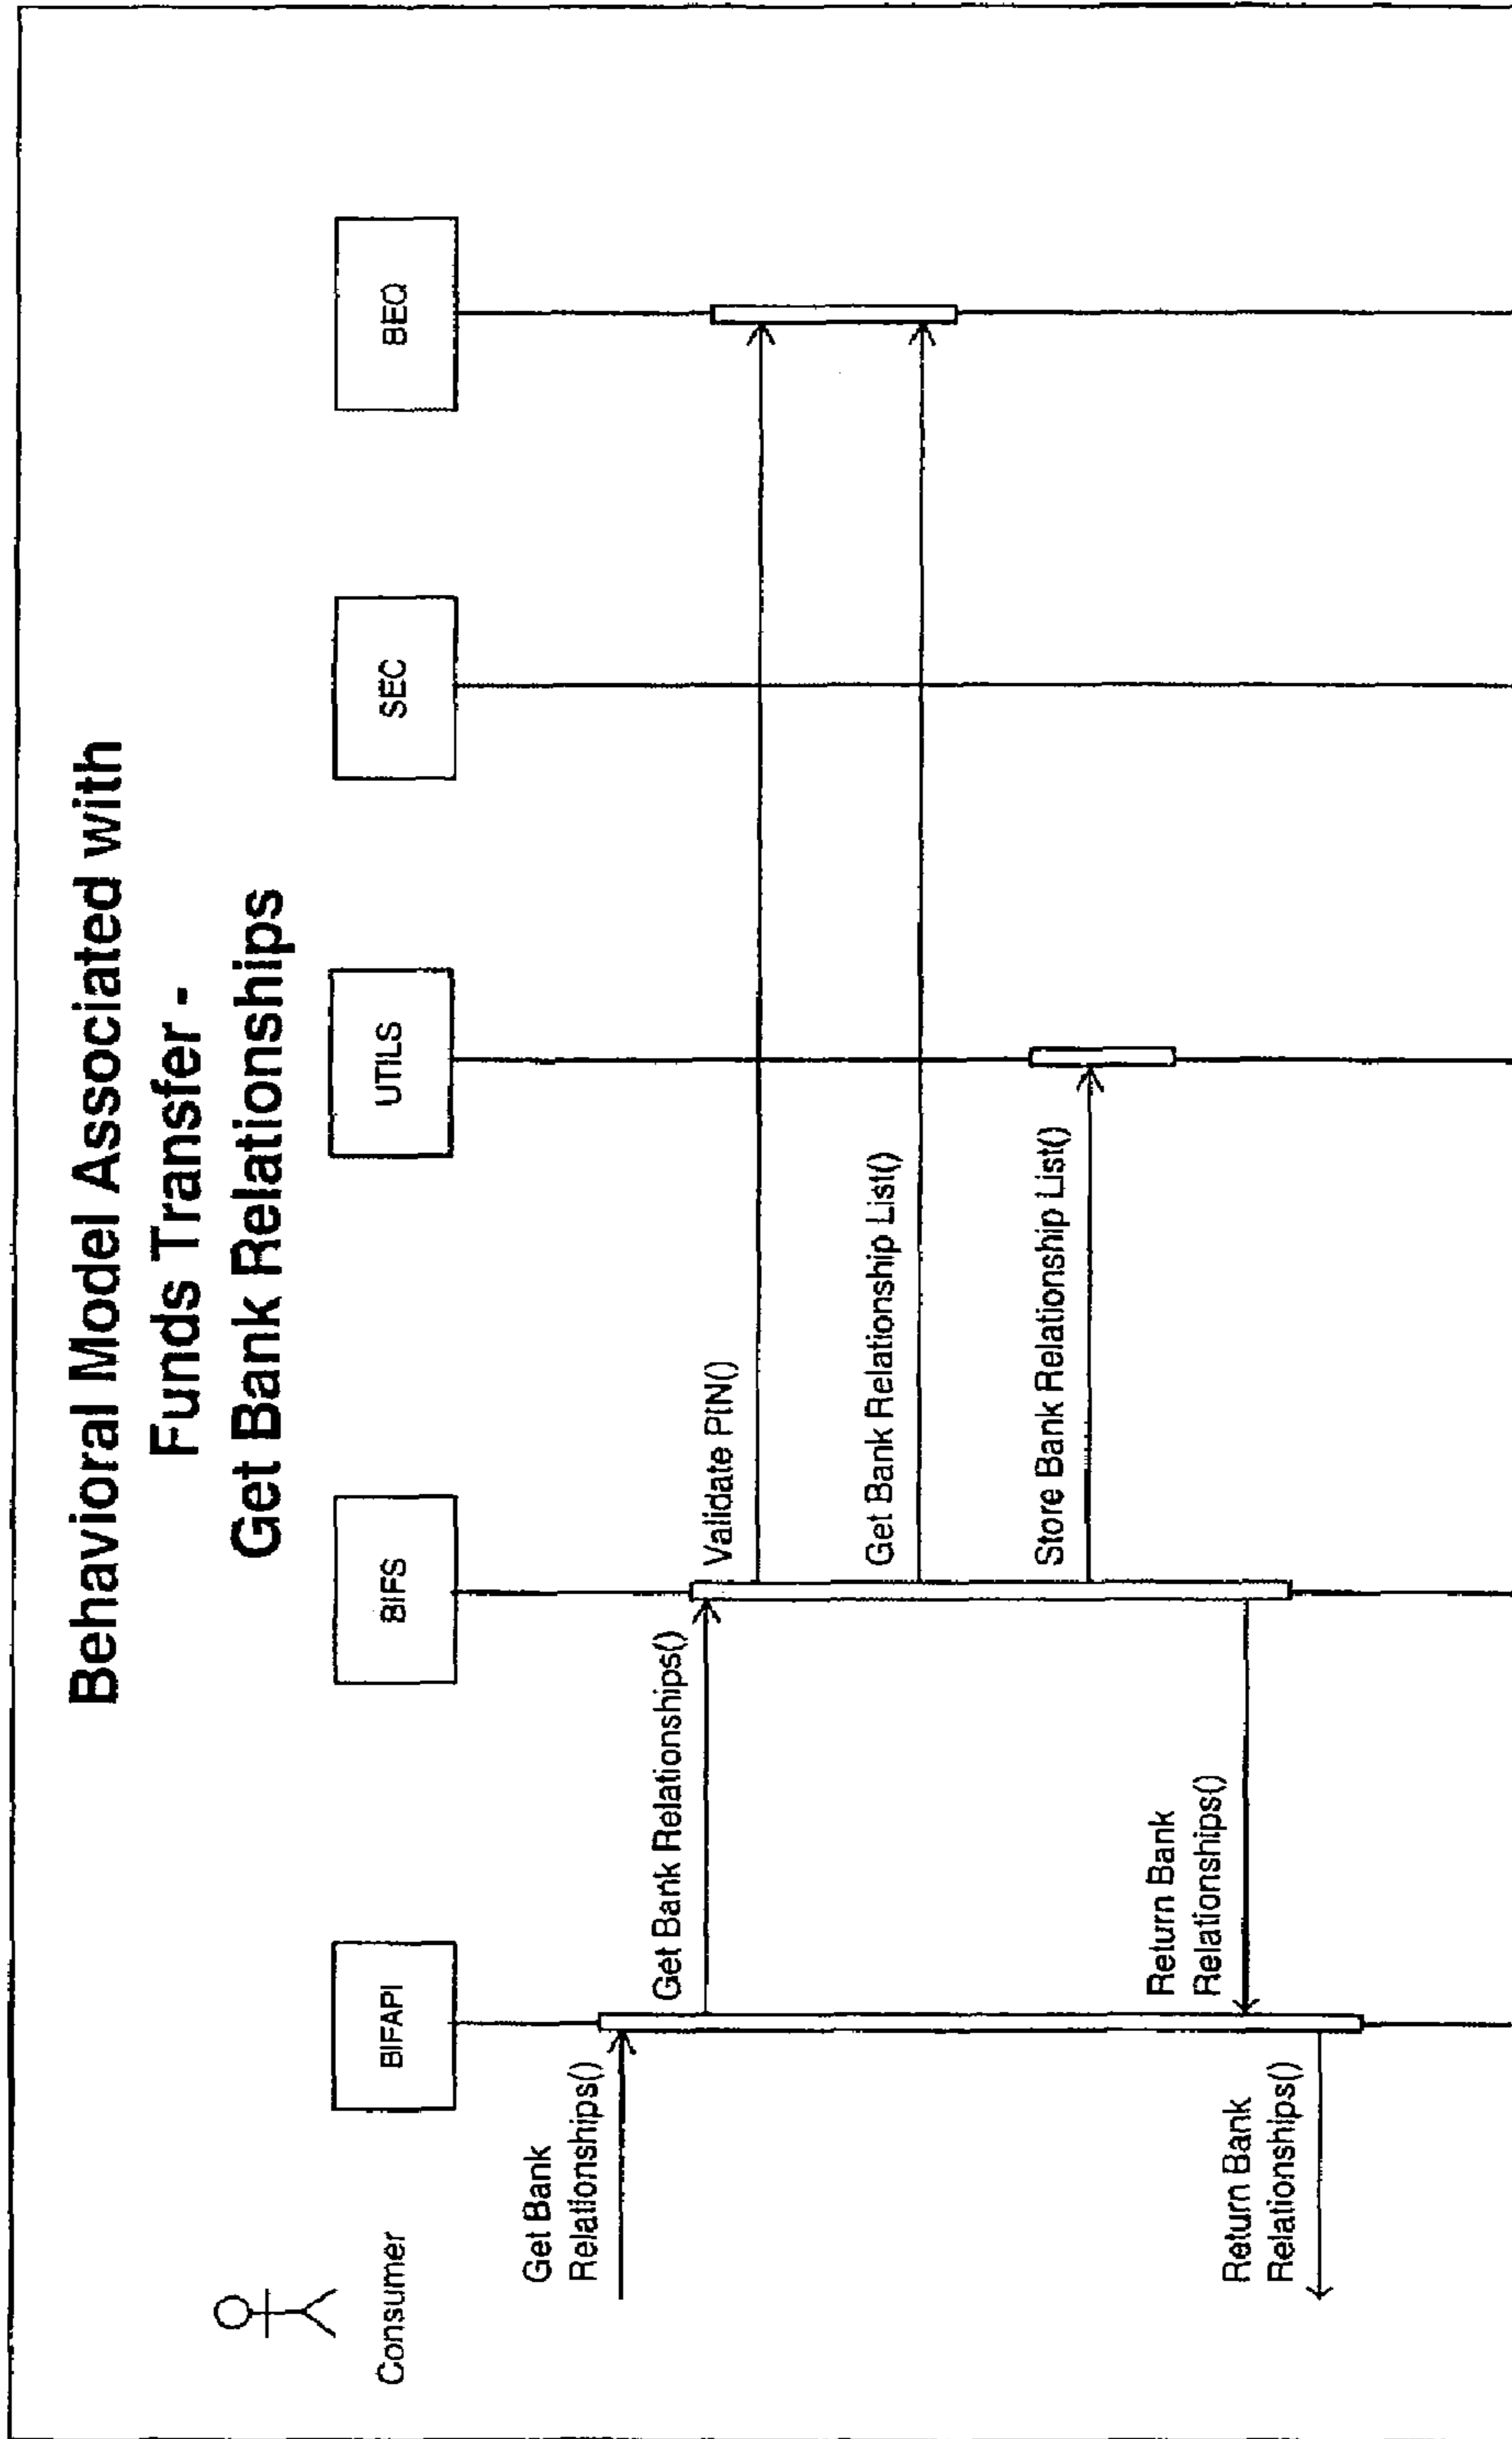 Behavioral Model Associated with
Funds Transfer -
Get Bank Relationships
Consumer
BIFAPI
BIFS
UTILS
SEC
BEQ
Get Bank
Relationships()
Get Bank Relationships()
Validate PIN()
Get Bank Relationship List()
Store Bank Relationship List()
Return Bank
Relationships()
Return Bank
Relationships()